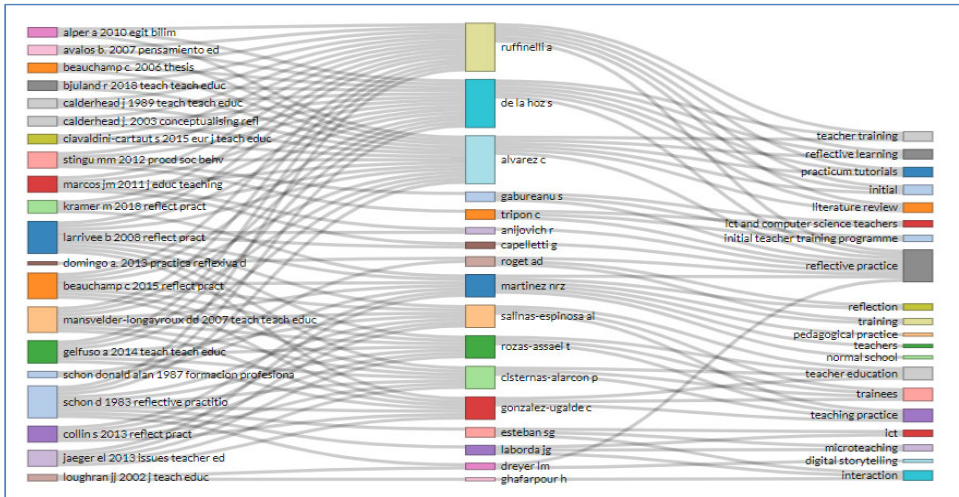 alper a 2010 egit bilim
avalos b. 2007 pensamiento ed
beauchamp c. 2006 thesis
bjuland r 2018 teach teach educ
calderhead j. 1989 teach teach educ
calderhead j. 2003 conceptualising refl
ciavaldini-cartaut s 2015 eur j teach educ
stingu mm 2012 procd soc behv
marcos jm 2011 j educ teaching
kramer m 2018 reflect pract
larrivee b 2008 reflect pract
domingo a. 2013 practica reflexiva d
beauchamp c 2015 reflect pract
mansvelder-longayroux dd 2007 teach teach educ
gelfuso a 2014 teach teach educ
schon donald alan 1987 formacion profesiona
schon d 1983 reflective practitio
collin s 2013 reflect pract
jaeger el 2013 issues teacher ed
loughran jj 2002 j teach educ
ruffinelli a
de la hoz s
alvarez c
gabureanu s
tripon c
anijovich r
capelletti g
roget ad
martinez nrz
salinas-espinosa al
rozas-assael t
cisternas-alarcon p
gonzalez-ugalde c
esteban sg
laborda jg
dreyer lm
ghafarpour h
teacher training
reflective learning
practicum tutorials
initial
literature review
ict and computer science teachers
initial teacher training programme
reflective practice
reflection
training
pedagogical practice
teachers
normal school
teacher education
trainees
teaching practice
ict
microteaching
digital storytelling
interaction